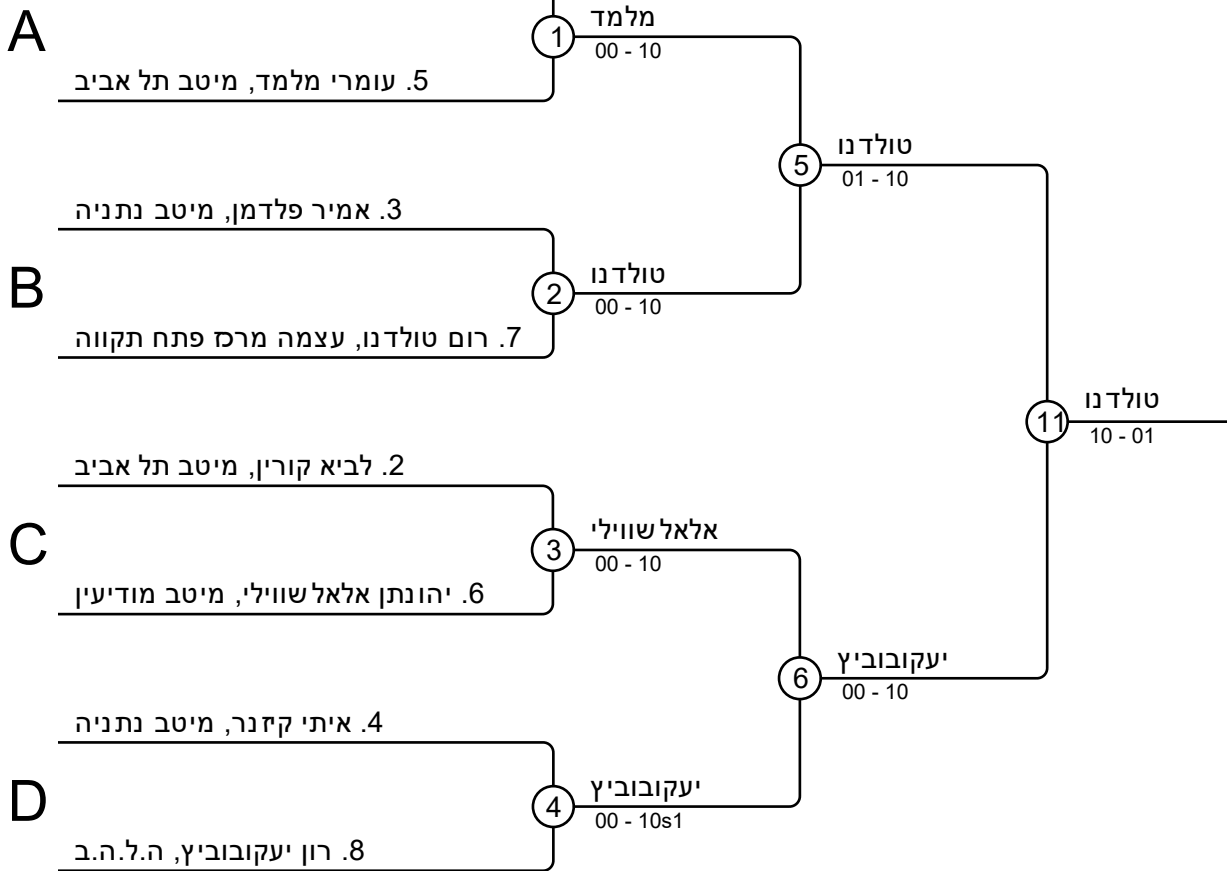 A
1
מלמד
00 - 10
5. עומרי מלמד, מיטב תל אביב
5
טולדנו
01 - 10
3. אמיר פלדמן, מיטב נתניה
B
2
טולדנו
00 - 10
7. רום טולדנו, עצמה מרכז פתח תקווה
11
טולדנו
10 - 01
2. לביא קורין, מיטב תל אביב
C
3
אלאלשווילי
00 - 10
6. יהונתן אלאלשווילי, מיטב מודיעין
6
יעקובוביץ
00 - 10
4. איתי קיזנר, מיטב נתניה
D
4
יעקובוביץ
00 - 10s1
8. רון יעקובוביץ, ה.ל.ה.ב